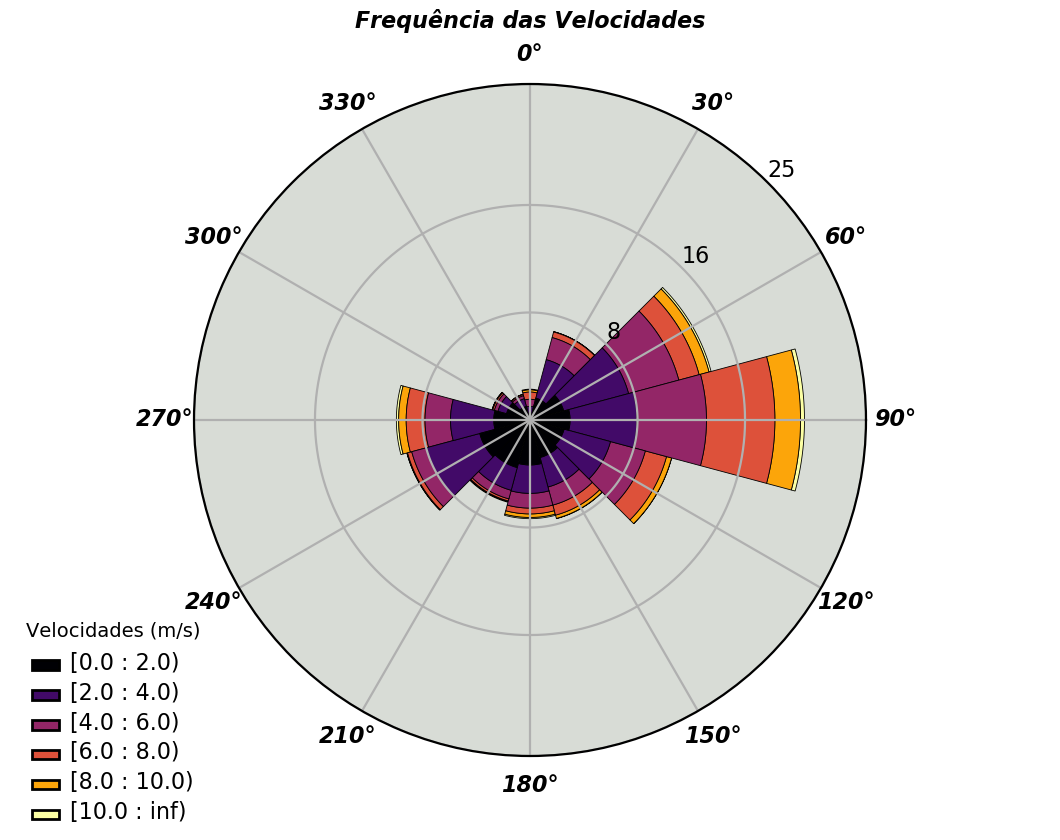 Frequência das Velocidades
0°
330°
30°
25
300°
60°
16
8
270°
90°
240°
120°
210°
150°
180°
Velocidades (m/s)
[0.0 : 2.0)
[2.0 : 4.0)
[4.0 : 6.0)
[6.0 : 8.0)
[8.0 : 10.0)
[10.0 : inf)